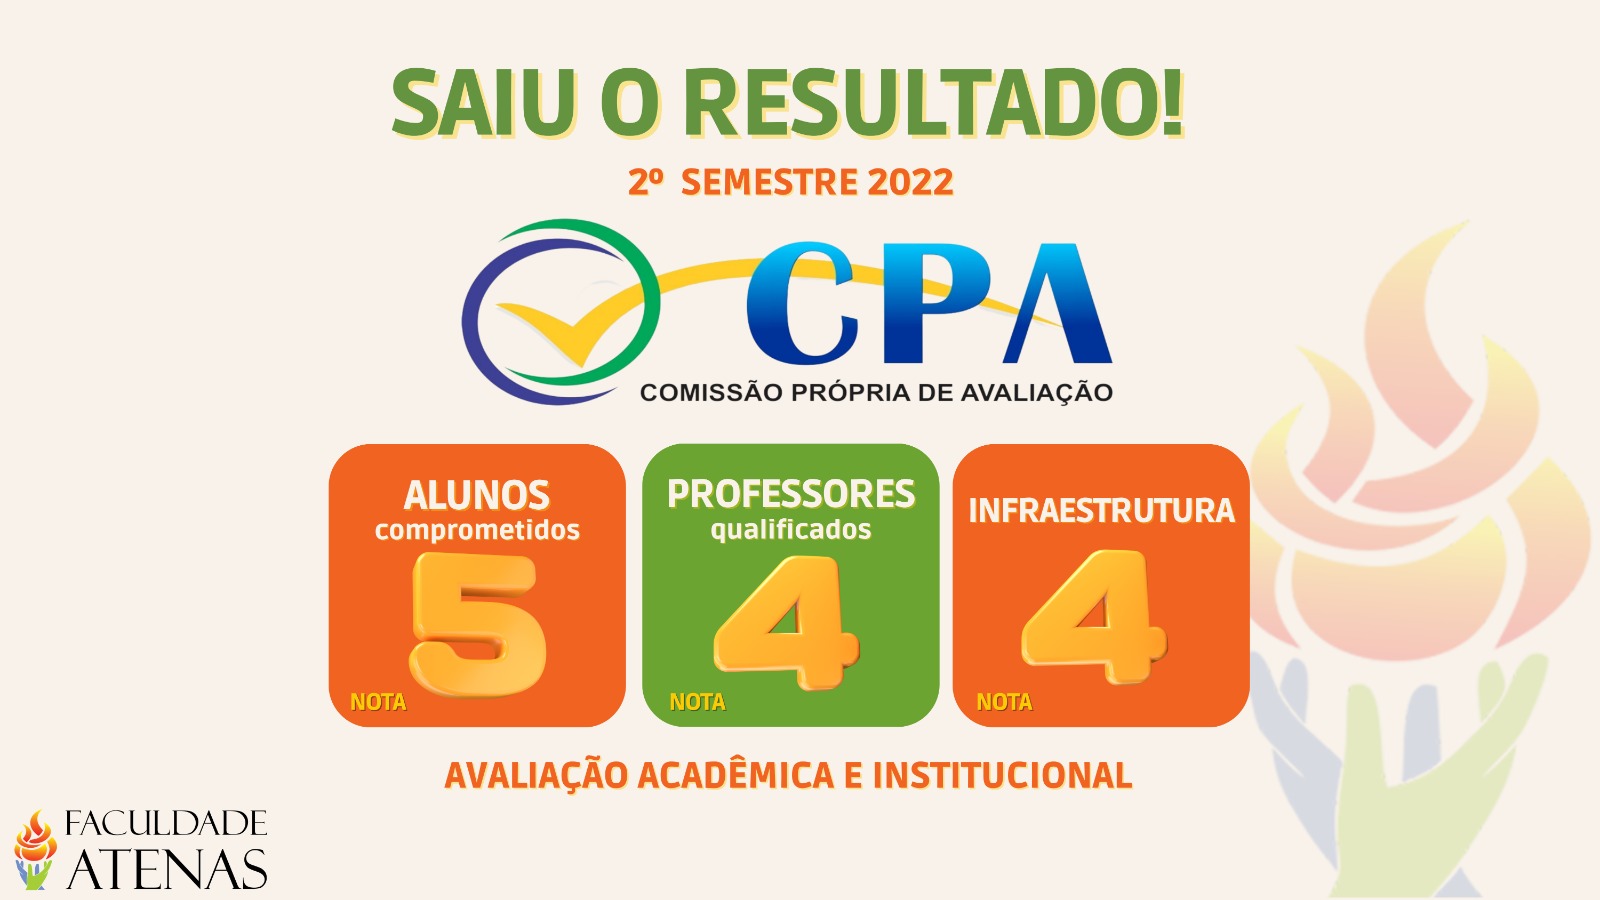 SAIU O RESULTADO!
2º SEMESTRE 2022
CPA
COMISSÃO PRÓPRIA DE AVALIAÇÃO
ALUNOS
comprometidos
5
NOTA
PROFESSORES
qualificados
4
NOTA
INFRAESTRUTURA
4
NOTA
AVALIAÇÃO ACADÊMICA E INSTITUCIONAL
FACULDADE
ATENAS